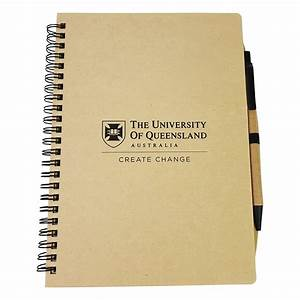 THE UNIVERSITY
OF QUEENSLAND
AUSTRALIA
CREATE CHANGE